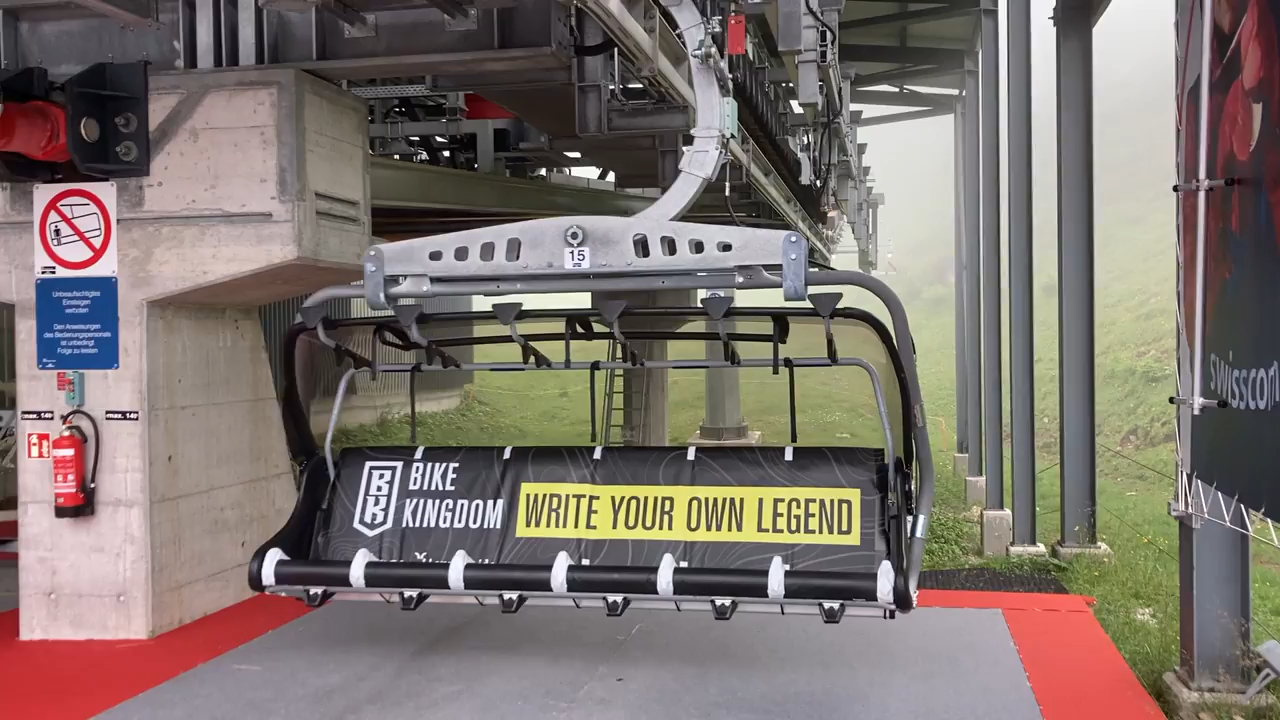 15
Unbeaufsichtigtes
Einsteigen
verboten
Den Anweisungen
des Bedienungspersonals
ist unbedingt
Folge zu leisten
max. 14
max. 14
swisscom
BK
BIKE
KINGDOM
WRITE YOUR OWN LEGEND